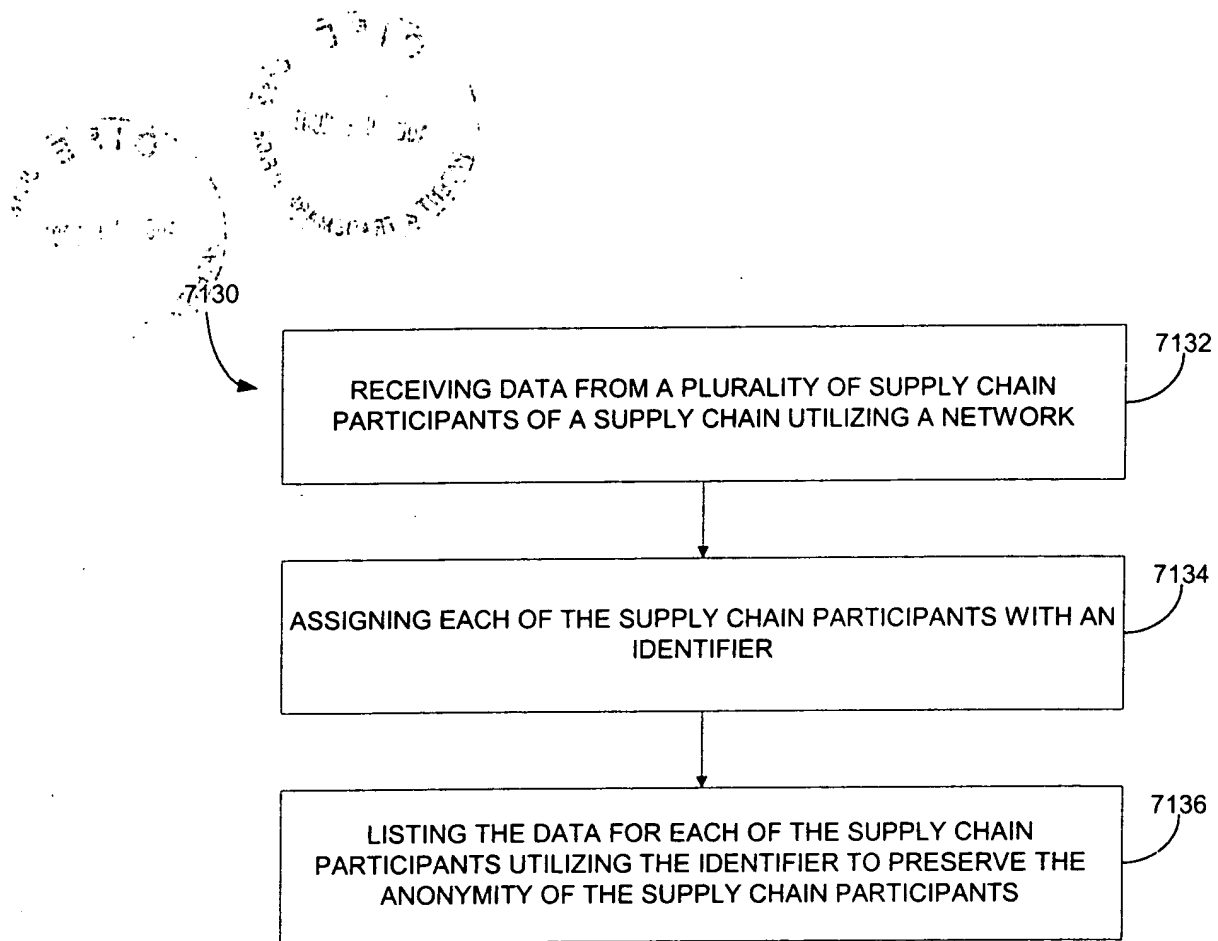 7130
7132
RECEIVING DATA FROM A PLURALITY OF SUPPLY CHAIN
PARTICIPANTS OF A SUPPLY CHAIN UTILIZING A NETWORK
7134
ASSIGNING EACH OF THE SUPPLY CHAIN PARTICIPANTS WITH AN
IDENTIFIER
7136
LISTING THE DATA FOR EACH OF THE SUPPLY CHAIN
PARTICIPANTS UTILIZING THE IDENTIFIER TO PRESERVE THE
ANONYMITY OF THE SUPPLY CHAIN PARTICIPANTS